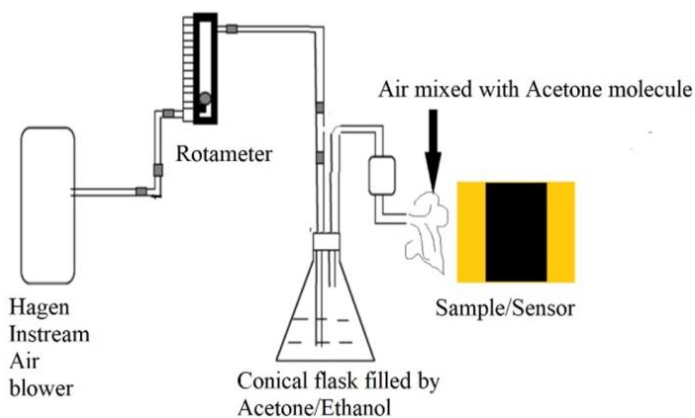 Air mixed with Acetone molecule
Rotameter
Hagen
Instream
Air
blower
Sample/Sensor
Conical flask filled by
Acetone/Ethanol